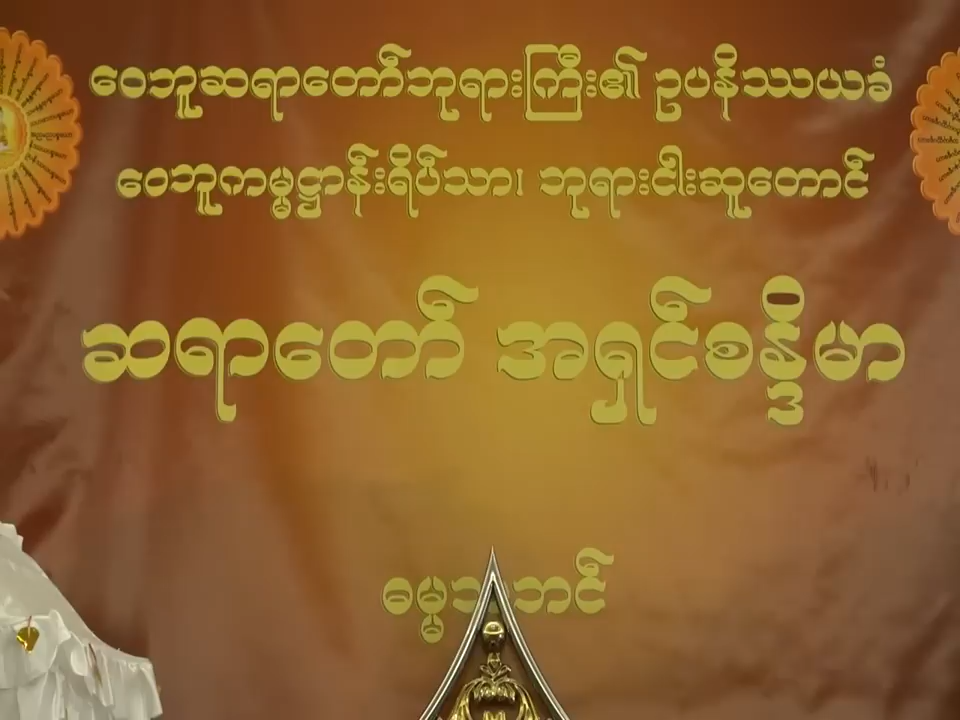 ဝေဘူဆရာတော်ဘုရားကြီး၏ ဥပနိဿယခံ
ဝေဘူကမ္မဋ္ဌာန်းရိပ်သာ၊ ဘုရားငါးဆူတောင်
ဆရာတော် အရှင်စန္ဒိမာ